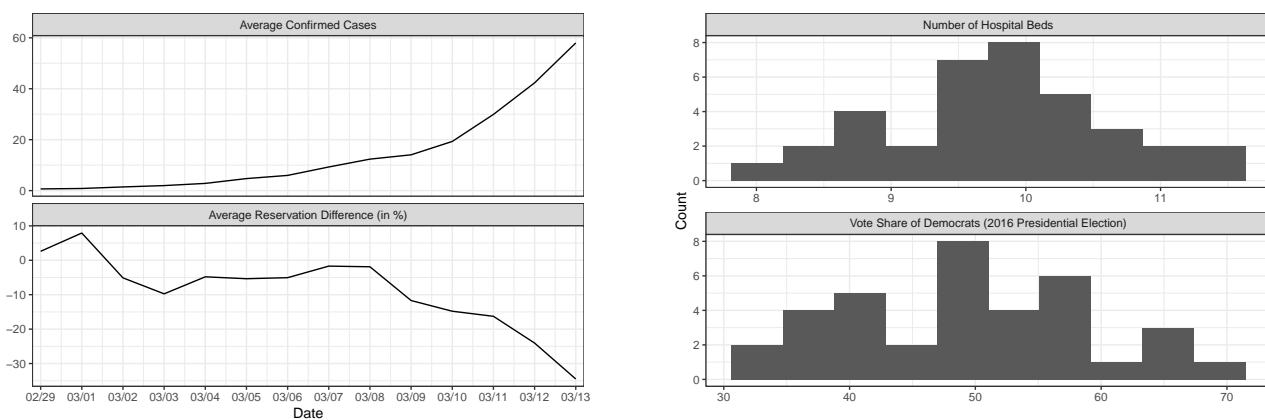 Average Confirmed Cases
60
40
20
0
Average Reservation Difference (in %)
10
0
−10
−20
−30
02/29 03/01 03/02 03/03 03/04 03/05 03/06 03/07 03/08 03/09 03/10 03/11 03/12 03/13
Date
Number of Hospital Beds
8
6
4
2
0
8 9 10 11
Count
Vote Share of Democrats (2016 Presidential Election)
8
6
4
2
0
30 40 50 60 70